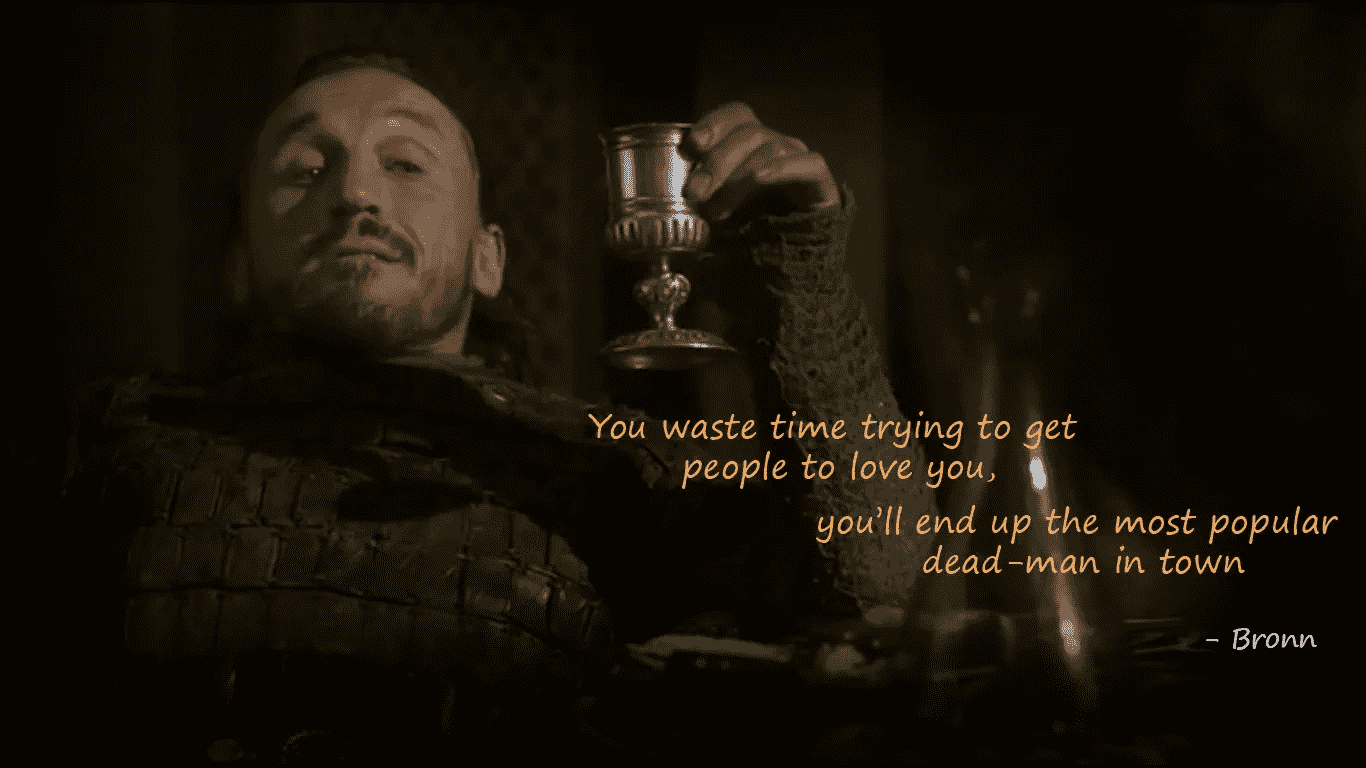 You waste time trying to get
people to love you,
you'll end up the most popular
dead-man in town
- Bronn